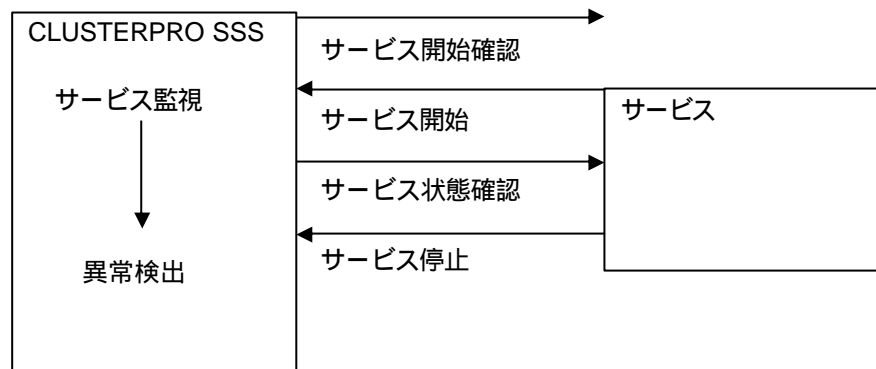 CLUSTERPRO SSS
サービス開始確認
サービス監視
サービス開始
サービス
サービス状態確認
異常検出
サービス停止